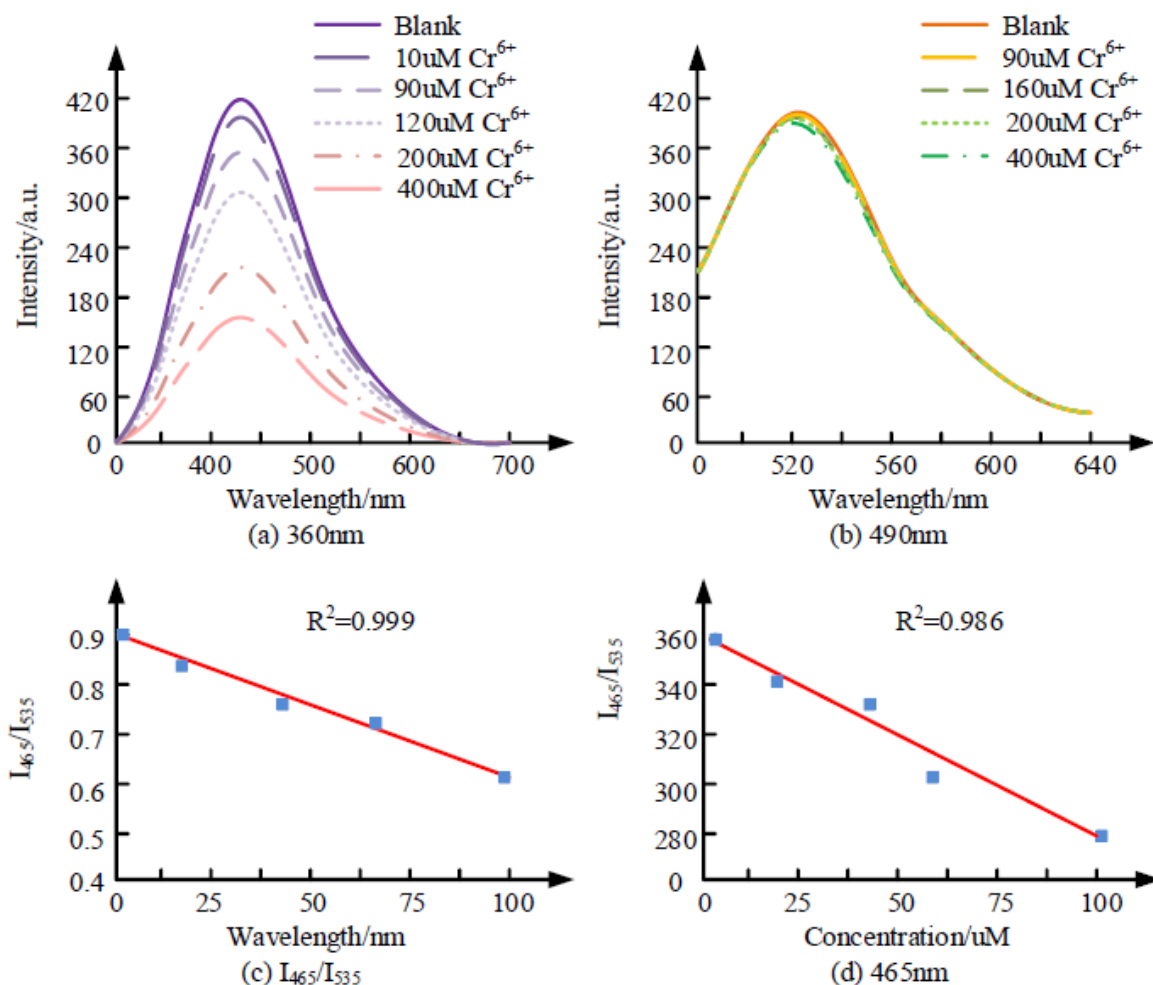 Blank
10uM Cr⁶⁺
90uM Cr⁶⁺
120uM Cr⁶⁺
200uM Cr⁶⁺
400uM Cr⁶⁺
420
360
300
240
180
120
60
0
Intensity/a.u.
0 400 500 600 700
Wavelength/nm
(a) 360nm
Blank
90uM Cr⁶⁺
160uM Cr⁶⁺
200uM Cr⁶⁺
400uM Cr⁶⁺
420
360
300
240
180
120
60
0
Intensity/a.u.
0 520 560 600 640
Wavelength/nm
(b) 490nm
R²=0.999
0.9
0.8
0.7
0.6
0.5
0.4
I₄₆₅/I₅₃₅
0 25 50 75 100
Wavelength/nm
(c) I₄₆₅/I₅₃₅
R²=0.986
360
340
320
300
280
0
I₄₆₅/I₅₃₅
0 25 50 75 100
Concentration/uM
(d) 465nm